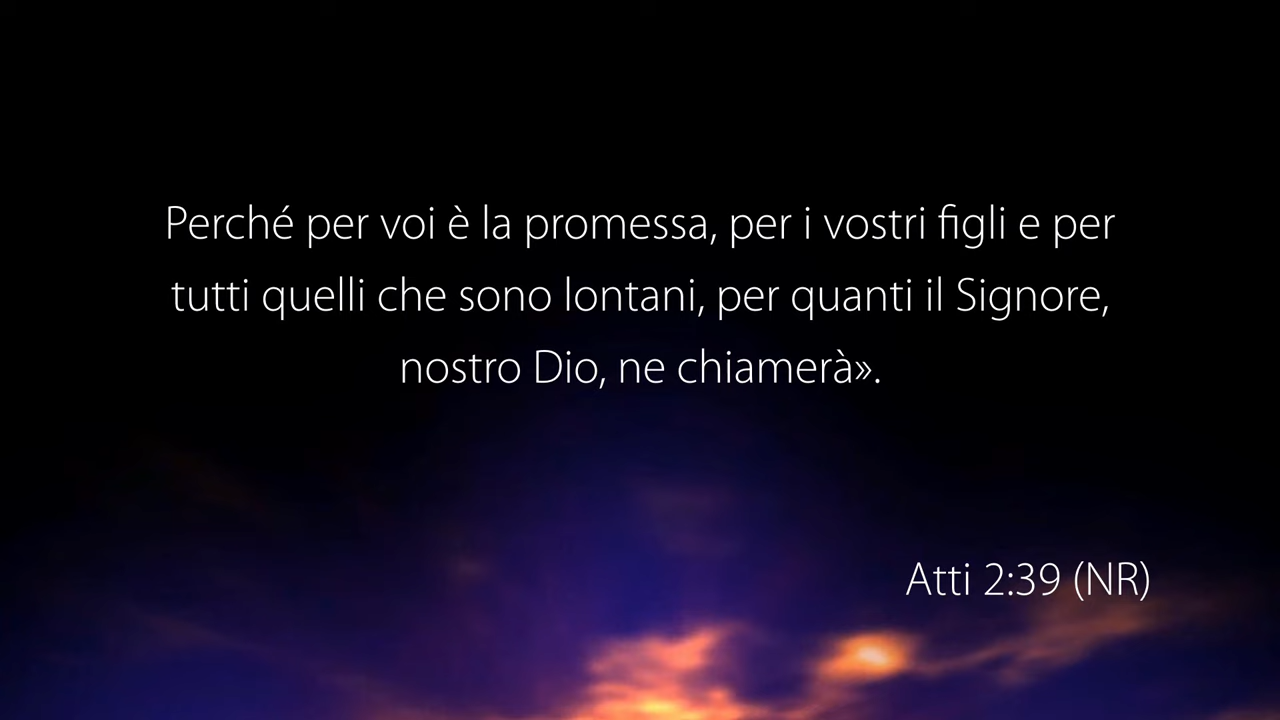 Perché per voi è la promessa, per i vostri figli e per
tutti quelli che sono lontani, per quanti il Signore,
nostro Dio, ne chiamerà».
Atti 2:39 (NR)